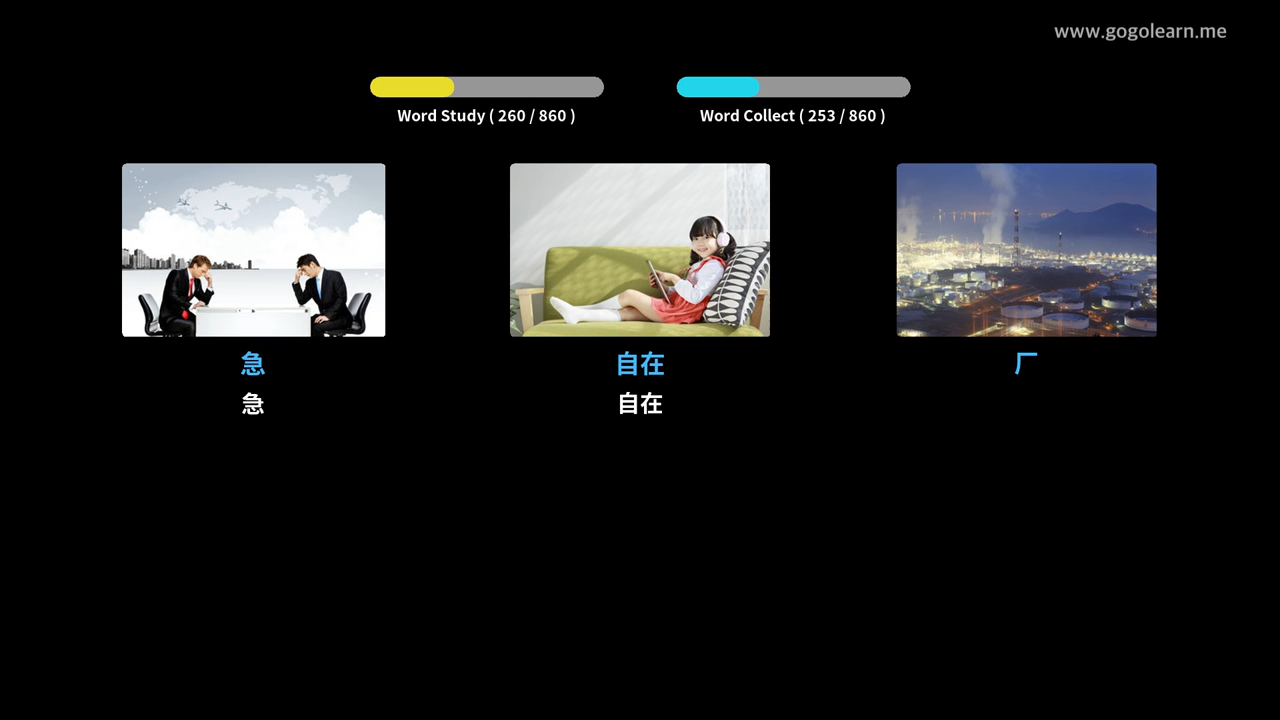 www.gogolearn.me
Word Study ( 260 / 860 )
Word Collect ( 253 / 860 )
急
自在
厂
急
自在